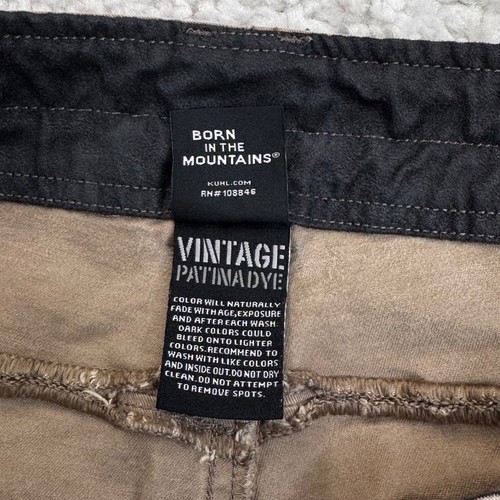 BORN
IN THE
MOUNTAINS®
KUHL.COM
RN#108846
VINTAGE
PATINADYE
COLOR WILL NATURALLY
FADE WITH AGE,EXPOSURE
AND AFTER EACH WASH.
DARK COLORS COULD
BLEED ONTO LIGHTER
COLORS.RECOMMEND TO
WASH WITH LIKE COLORS
AND INSIDE OUT.DO NOT DRY
CLEAN.DO NOT ATTEMPT
TO REMOVE SPOTS.